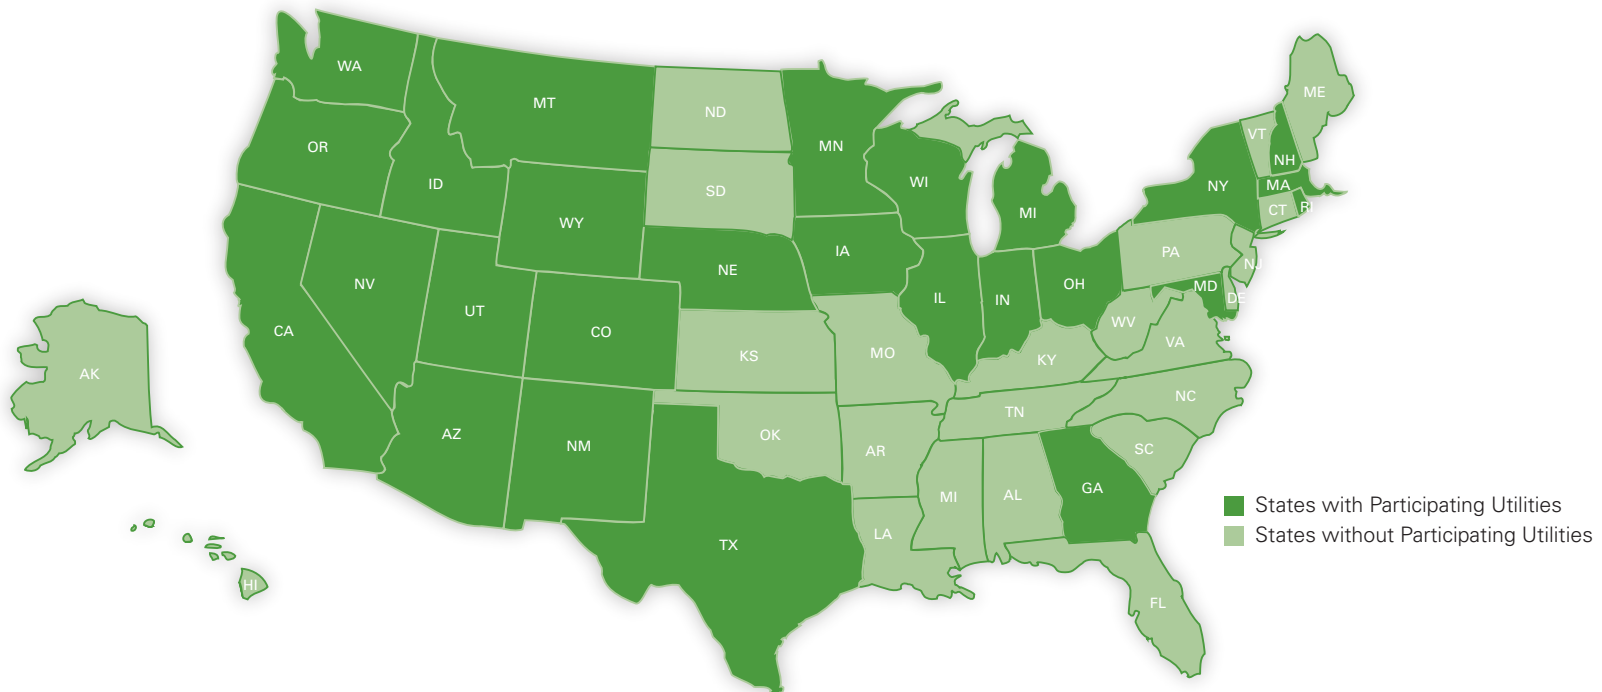 WA
MT
ND
ME
OR
ID
MN
VT
NH
SD
WI
NY
MA
WY
MI
CT
RI
IA
PA
NE
NJ
NV
OH
MD
IL
IN
DE
UT
CA
CO
WV
VA
KS
MO
KY
AK
NC
TN
AZ
NM
OK
AR
SC
GA
MI
AL
States with Participating Utilities
LA
TX
States without Participating Utilities
HI
FL